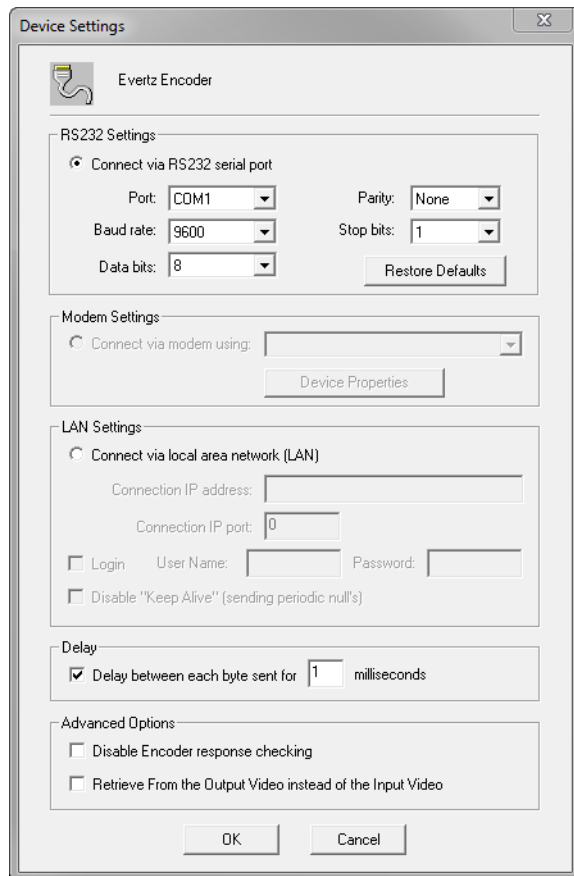 Device Settings
Evertz Encoder
RS232 Settings
Connect via RS232 serial port
Port: COM1 Parity: None
Baud rate: 9600 Stop bits: 1
Data bits: 8 Restore Defaults
Modem Settings
Connect via modem using:
Device Properties
LAN Settings
Connect via local area network (LAN)
Connection IP address:
Connection IP port: 0
Login User Name: Password:
Disable "Keep Alive" (sending periodic null's)
Delay
Delay between each byte sent for 1 milliseconds
Advanced Options
Disable Encoder response checking
Retrieve From the Output Video instead of the Input Video
OK Cancel